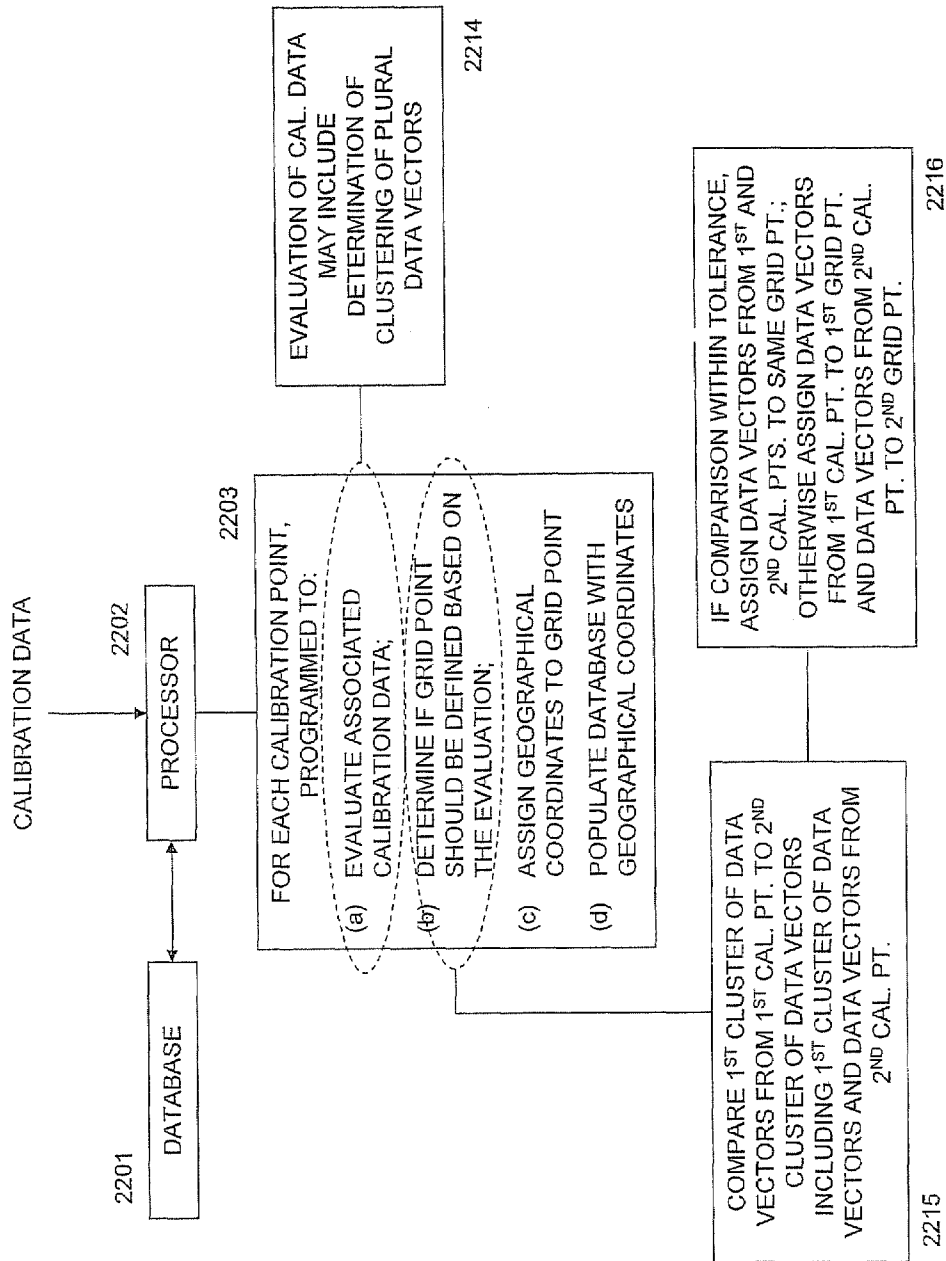 CALIBRATION DATA
2201
DATABASE
2202
PROCESSOR
2203
FOR EACH CALIBRATION POINT,
PROGRAMMED TO:
(a) EVALUATE ASSOCIATED
CALIBRATION DATA;
(b) DETERMINE IF GRID POINT
SHOULD BE DEFINED BASED ON
THE EVALUATION;
(c) ASSIGN GEOGRAPHICAL
COORDINATES TO GRID POINT
(d) POPULATE DATABASE WITH
GEOGRAPHICAL COORDINATES
EVALUATION OF CAL. DATA
MAY INCLUDE
DETERMINATION OF
CLUSTERING OF PLURAL
DATA VECTORS
2214
COMPARE 1ST CLUSTER OF DATA
VECTORS FROM 1ST CAL. PT. TO 2ND
CLUSTER OF DATA VECTORS
INCLUDING 1ST CLUSTER OF DATA
VECTORS AND DATA VECTORS FROM
2ND CAL. PT.
2215
IF COMPARISON WITHIN TOLERANCE,
ASSIGN DATA VECTORS FROM 1ST AND
2ND CAL. PTS. TO SAME GRID PT.;
OTHERWISE ASSIGN DATA VECTORS
FROM 1ST CAL. PT. TO 1ST GRID PT.
AND DATA VECTORS FROM 2ND CAL.
PT. TO 2ND GRID PT.
2216